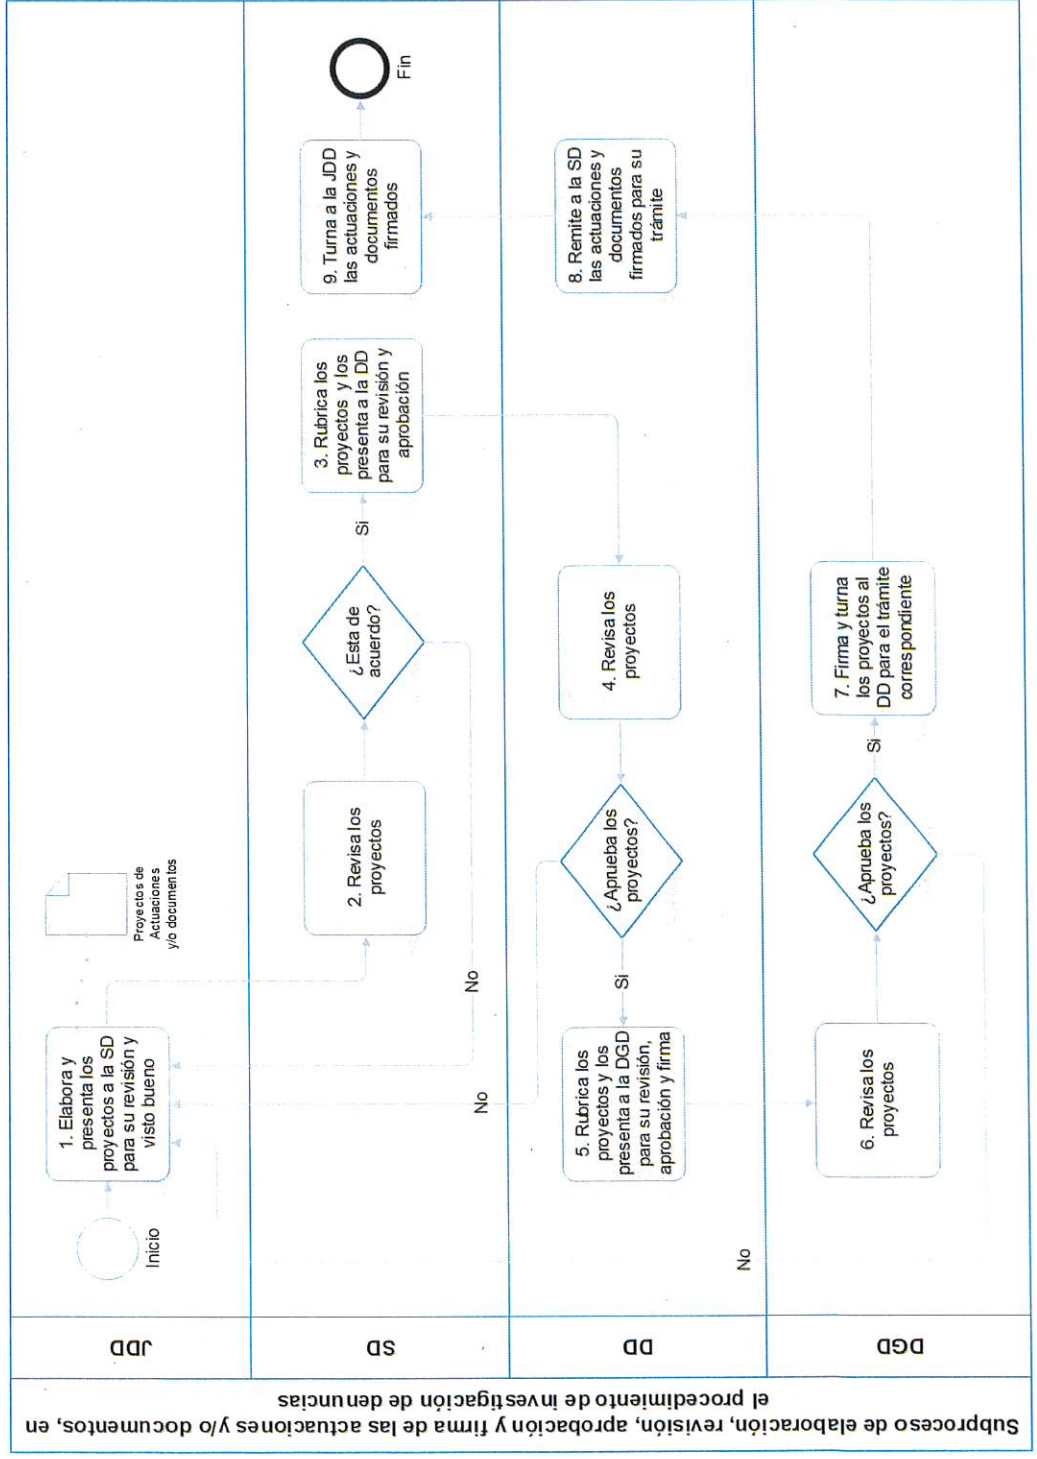 Subproceso de elaboración, revisión, aprobación y firma de las actuaciones y/o documentos, en
el procedimiento de investigación de denuncias
JDD
Inicio
1. Elabora y
presenta los
proyectos a la SD
para su revisión y
visto bueno
Proyectos de
Actuaciones
y/o documentos
SD
2. Revisa los
proyectos
¿Esta de
acuerdo?
Si
No
3. Rubrica los
proyectos y los
presenta a la DD
para su revisión y
aprobación
9. Turna a la JDD
las actuaciones y
documentos
firmados
Fin
DD
4. Revisa los
proyectos
¿Aprueba los
proyectos?
Si
No
5. Rubrica los
proyectos y los
presenta a la DGD
para su revisión,
aprobación y firma
8. Remite a la SD
las actuaciones y
documentos
firmados para su
trámite
DGD
6. Revisa los
proyectos
¿Aprueba los
proyectos?
Si
No
7. Firma y turna
los proyectos al
DD para el trámite
correspondiente